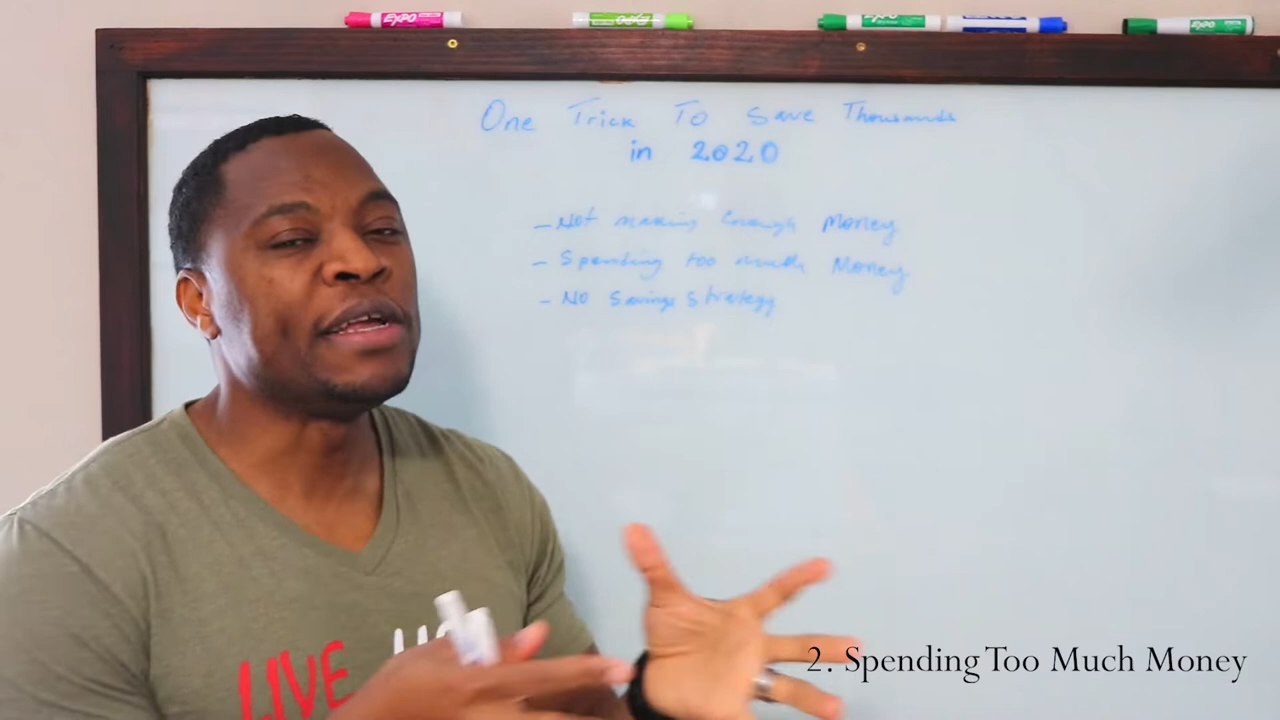 EXPO
EXPO
EXPO
One Trick To Save Thousands
in 2020
- Not making Enough Money
- Spending too much Money
- No Savings Strategy
LIVE
2. Spending Too Much Money